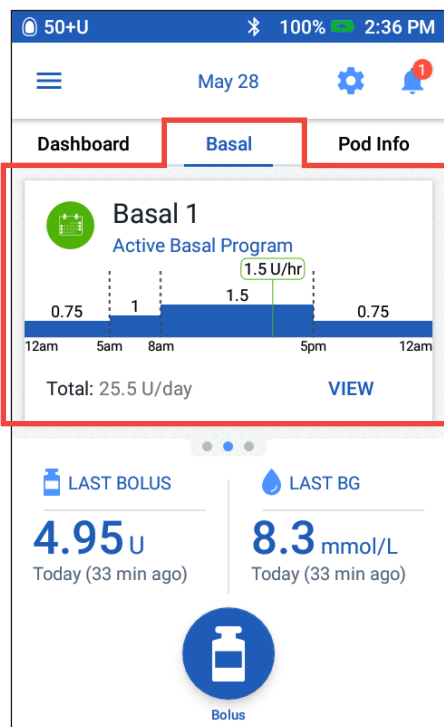 50+U 100% 2:36 PM
May 28 1
Dashboard Basal Pod Info
Basal 1
Active Basal Program
1.5 U/hr
0.75 1 1.5 0.75
12am 5am 8am 5pm 12am
Total: 25.5 U/day VIEW
LAST BOLUS LAST BG
4.95 U 8.3 mmol/L
Today (33 min ago) Today (33 min ago)
Bolus